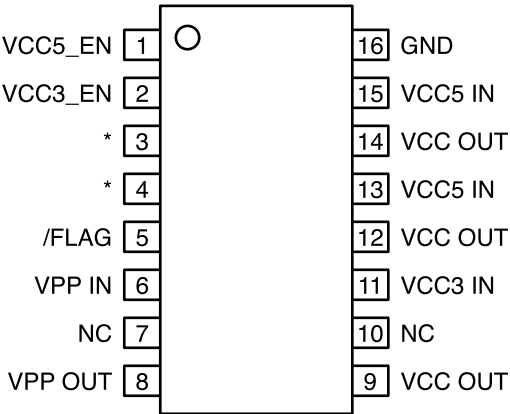 VCC5_EN 1 16 GND
VCC3_EN 2 15 VCC5 IN
* 3 14 VCC OUT
* 4 13 VCC5 IN
/FLAG 5 12 VCC OUT
VPP IN 6 11 VCC3 IN
NC 7 10 NC
VPP OUT 8 9 VCC OUT